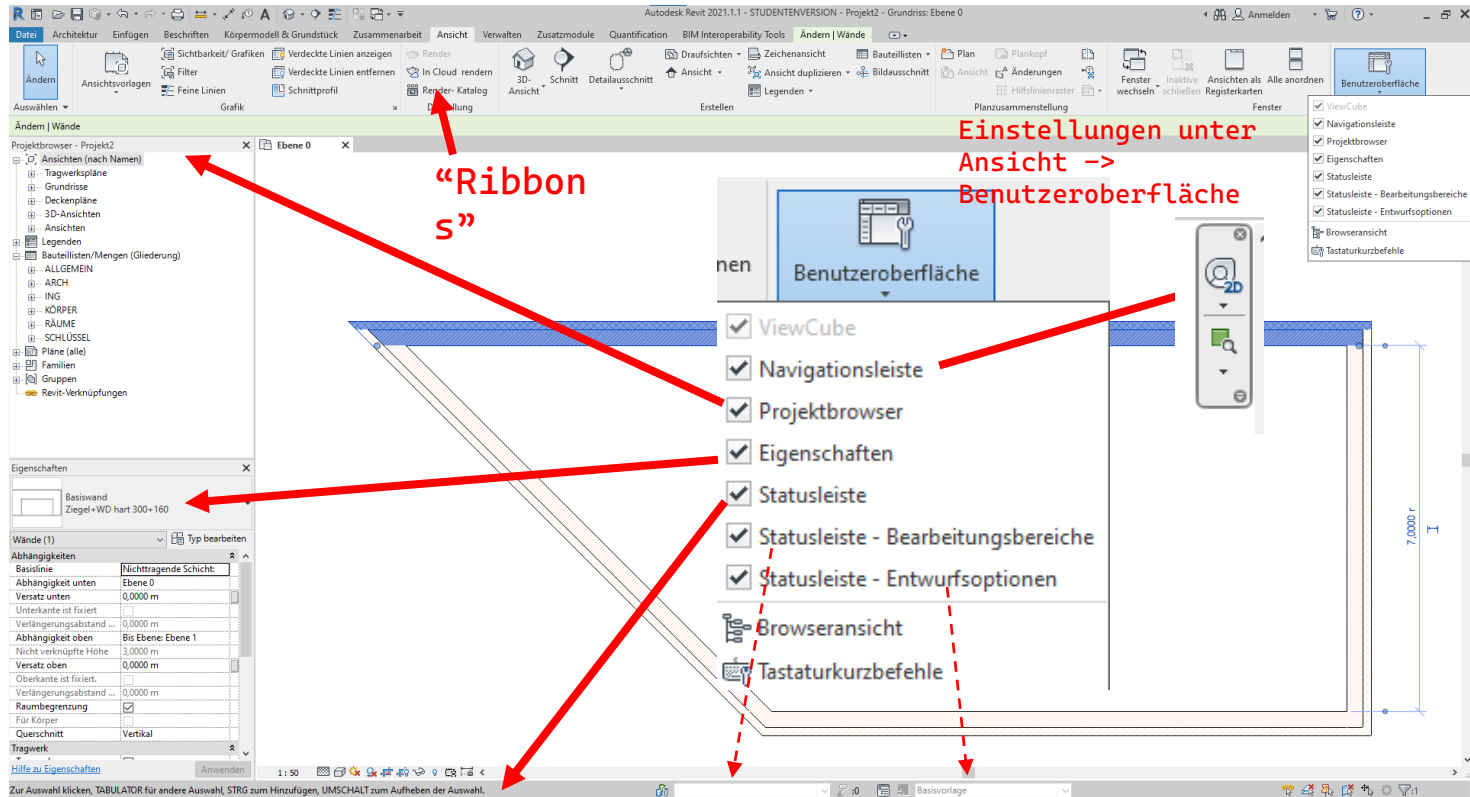 Autodesk Revit 2021.1.1 - STUDENTENVERSION - Projekt2 - Grundriss: Ebene 0
Anmelden
Datei Architektur Einfügen Beschriften Körpermodell & Grundstück Zusammenarbeit Ansicht Verwalten Zusatzmodule Quantification BIM Interoperability Tools Ändern | Wände
Ändern
Auswählen
Ansichtsvorlagen
Sichtbarkeit/ Grafiken
Filter
Feine Linien
Verdeckte Linien anzeigen
Verdeckte Linien entfernen
Schnittprofil
Grafik
Render
In Cloud rendern
Render- Katalog
3D-
Ansicht
Schnitt
Detailausschnitt
Draufsichten
Ansicht
Zeichenansicht
Ansicht duplizieren
Legenden
Bauteillisten
Bildausschnitt
Erstellen
Plan
Ansicht
Plankopf
Änderungen
Hilfslinienraster
Planzusammenstellung
Fenster
wechseln
Inaktive
schließen
Ansichten als
Registerkarten
Alle anordnen
Fenster
Benutzeroberfläche
ViewCube
Navigationsleiste
Projektbrowser
Eigenschaften
Statusleiste
Statusleiste - Bearbeitungsbereiche
Statusleiste - Entwurfsoptionen
Browseransicht
Tastaturkurzbefehle
Ändern | Wände
Projektbrowser - Projekt2
Ansichten (nach Namen)
Tragwerkspläne
Grundrisse
Deckenpläne
3D-Ansichten
Ansichten
Legenden
Bauteillisten/Mengen (Gliederung)
ALLGEMEIN
ARCH
ING
KÖRPER
RÄUME
SCHLÜSSEL
Pläne (alle)
Familien
Gruppen
Revit-Verknüpfungen
Ebene 0
“Ribbon
s”
Einstellungen unter
Ansicht –>
Benutzeroberfläche
nen
Benutzeroberfläche
ViewCube
Navigationsleiste
Projektbrowser
Eigenschaften
Statusleiste
Statusleiste - Bearbeitungsbereiche
Statusleiste - Entwurfsoptionen
Browseransicht
Tastaturkurzbefehle
2D
7,0000 r
Eigenschaften
Basiswand
Ziegel+WD hart 300+160
Wände (1)
Typ bearbeiten
Abhängigkeiten
Basislinie Nichttragende Schicht:
Abhängigkeit unten Ebene 0
Versatz unten 0,0000 m
Unterkante ist fixiert
Verlängerungsabstand ... 0,0000 m
Abhängigkeit oben Bis Ebene: Ebene 1
Nicht verknüpfte Höhe 3,0000 m
Versatz oben 0,0000 m
Oberkante ist fixiert.
Verlängerungsabstand ... 0,0000 m
Raumbegrenzung
Für Körper
Querschnitt Vertikal
Tragwerk
Hilfe zu Eigenschaften
Anwenden
1 : 50
Zur Auswahl klicken, TABULATOR für andere Auswahl, STRG zum Hinzufügen, UMSCHALT zum Aufheben der Auswahl.
:0
Basisvorlage
:1